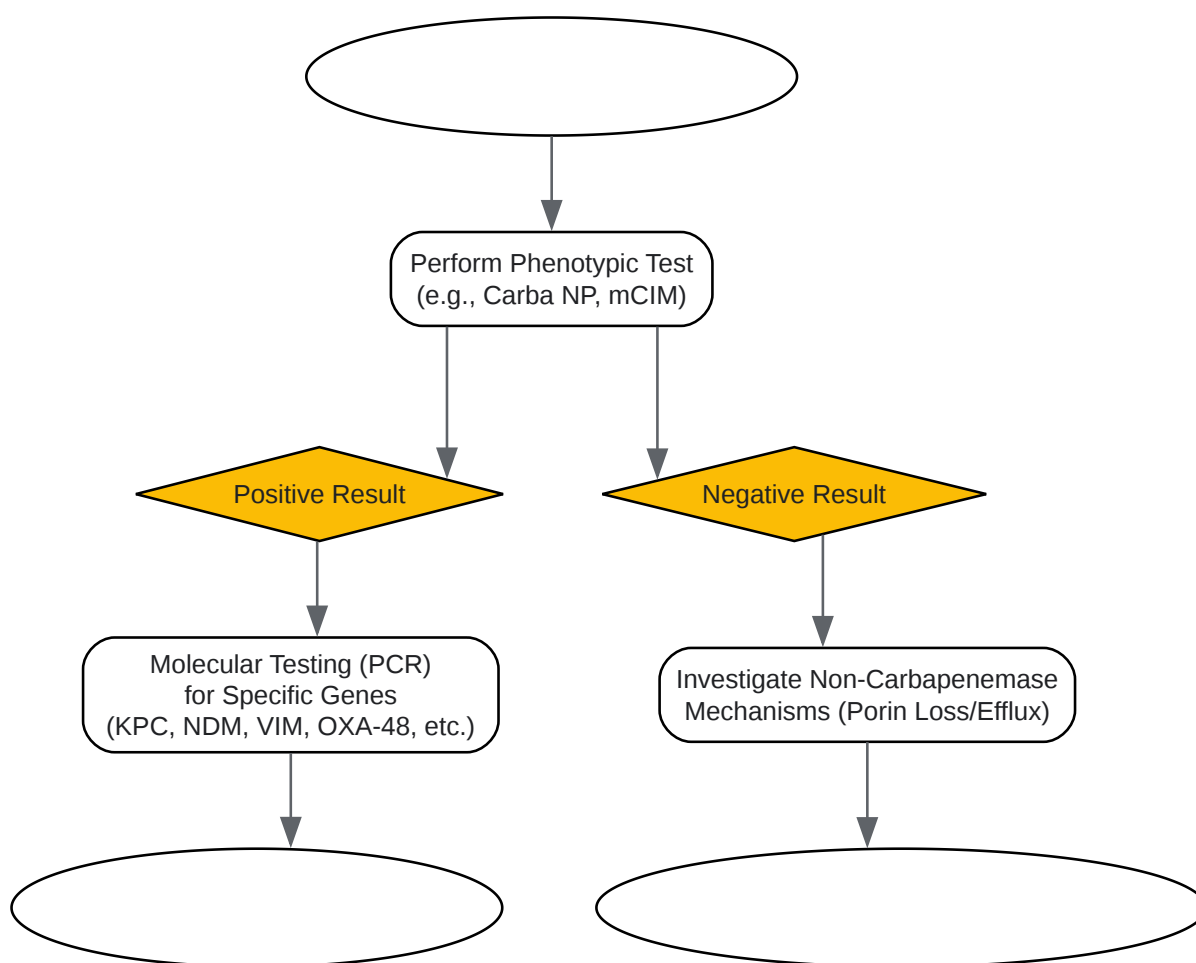 Perform Phenotypic Test
(e.g., Carba NP, mCIM)
Positive Result
Negative Result
Molecular Testing (PCR)
for Specific Genes
(KPC, NDM, VIM, OXA-48, etc.)
Investigate Non-Carbapenemase
Mechanisms (Porin Loss/Efflux)